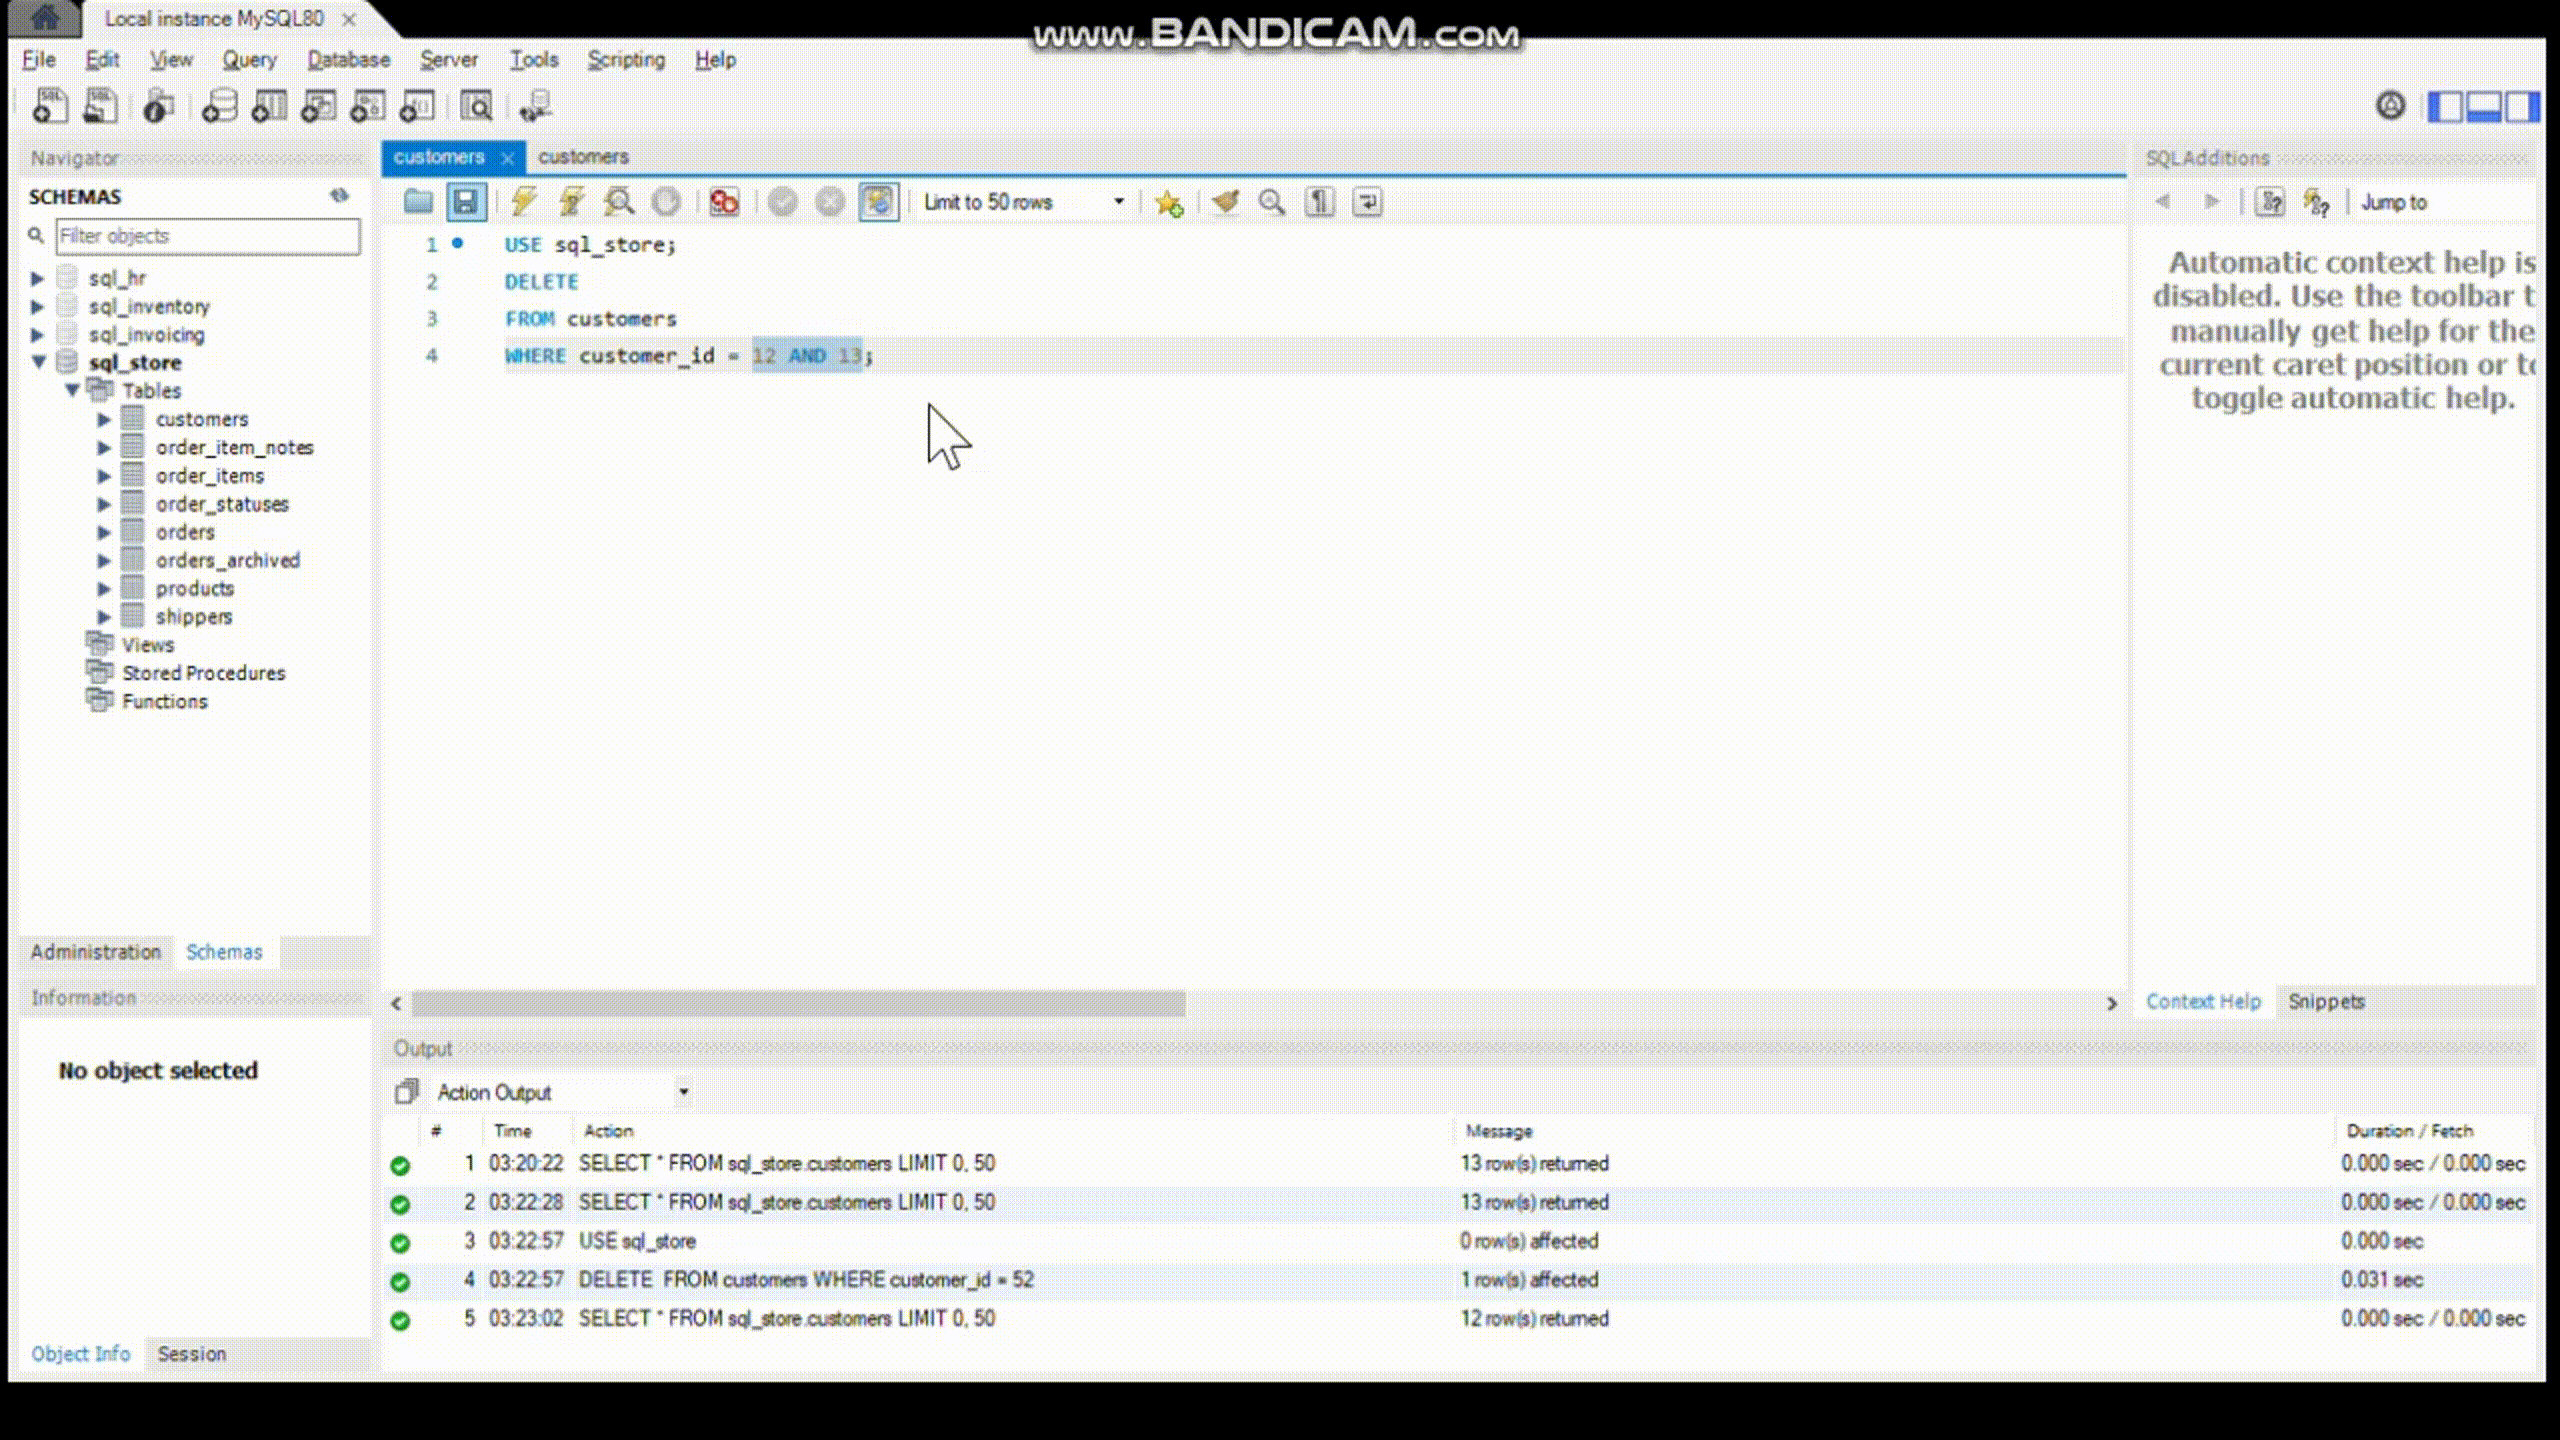 Local instance MySQL80
www.BANDICAM.com
File Edit View Query Database Server Tools Scripting Help
Navigator
customers
customers
SQLAdditions
SCHEMAS
Limit to 50 rows
Jump to
Filter objects
sql_hr
sql_inventory
sql_invoicing
sql_store
Tables
customers
order_item_notes
order_items
order_statuses
orders
orders_archived
products
shippers
Views
Stored Procedures
Functions
1 USE sql_store;
2 DELETE
3 FROM customers
4 WHERE customer_id = 12 AND 13;
Automatic context help is
disabled. Use the toolbar t
manually get help for the
current caret position or to
toggle automatic help.
Administration Schemas
Information
No object selected
Object Info Session
Context Help Snippets
Output
Action Output
# Time Action Message Duration / Fetch
1 03:20:22 SELECT * FROM sql_store.customers LIMIT 0, 50 13 row(s) returned 0.000 sec / 0.000 sec
2 03:22:28 SELECT * FROM sql_store.customers LIMIT 0, 50 13 row(s) returned 0.000 sec / 0.000 sec
3 03:22:57 USE sql_store 0 row(s) affected 0.000 sec
4 03:22:57 DELETE FROM customers WHERE customer_id = 52 1 row(s) affected 0.031 sec
5 03:23:02 SELECT * FROM sql_store.customers LIMIT 0, 50 12 row(s) returned 0.000 sec / 0.000 sec